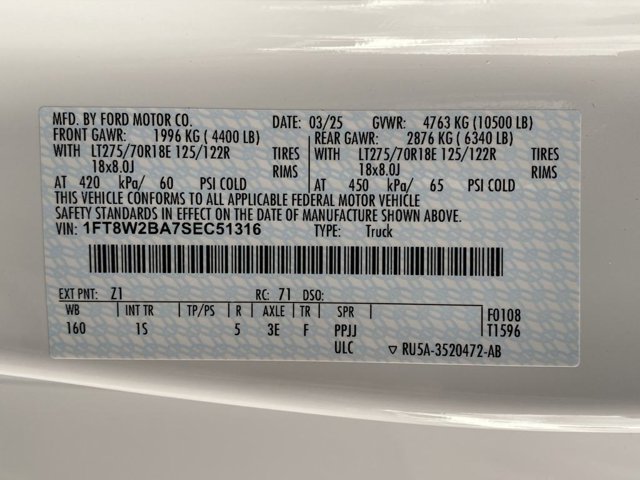 MFD. BY FORD MOTOR CO. DATE: 03/25 GVWR: 4763 KG (10500 LB)
FRONT GAWR: 1996 KG ( 4400 LB) REAR GAWR: 2876 KG ( 6340 LB)
WITH LT275/70R18E 125/122R TIRES WITH LT275/70R18E 125/122R TIRES
18x8.0J RIMS 18x8.0J RIMS
AT 420 kPa/ 60 PSI COLD AT 450 kPa/ 65 PSI COLD
THIS VEHICLE CONFORMS TO ALL APPLICABLE FEDERAL MOTOR VEHICLE
SAFETY STANDARDS IN EFFECT ON THE DATE OF MANUFACTURE SHOWN ABOVE.
VIN: 1FT8W2BA7SEC51316 TYPE: Truck
EXT PNT: Z1 RC: 71 DSO:
WB INT TR TP/PS R AXLE TR SPR F0108
160 1S 5 3E F PPJJ T1596
ULC ▽ RU5A-3520472-AB